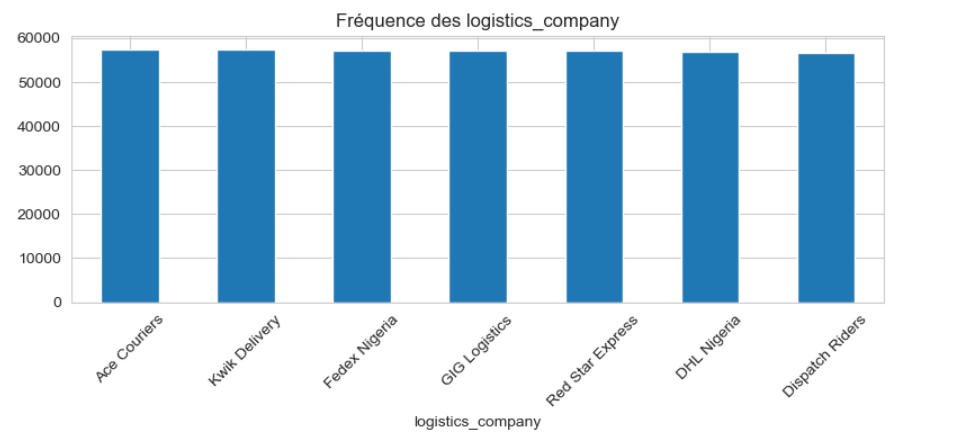 Fréquence des logistics_company
60000
50000
40000
30000
20000
10000
0
Ace Couriers
Kwik Delivery
Fedex Nigeria
GIG Logistics
Red Star Express
DHL Nigeria
Dispatch Riders
logistics_company